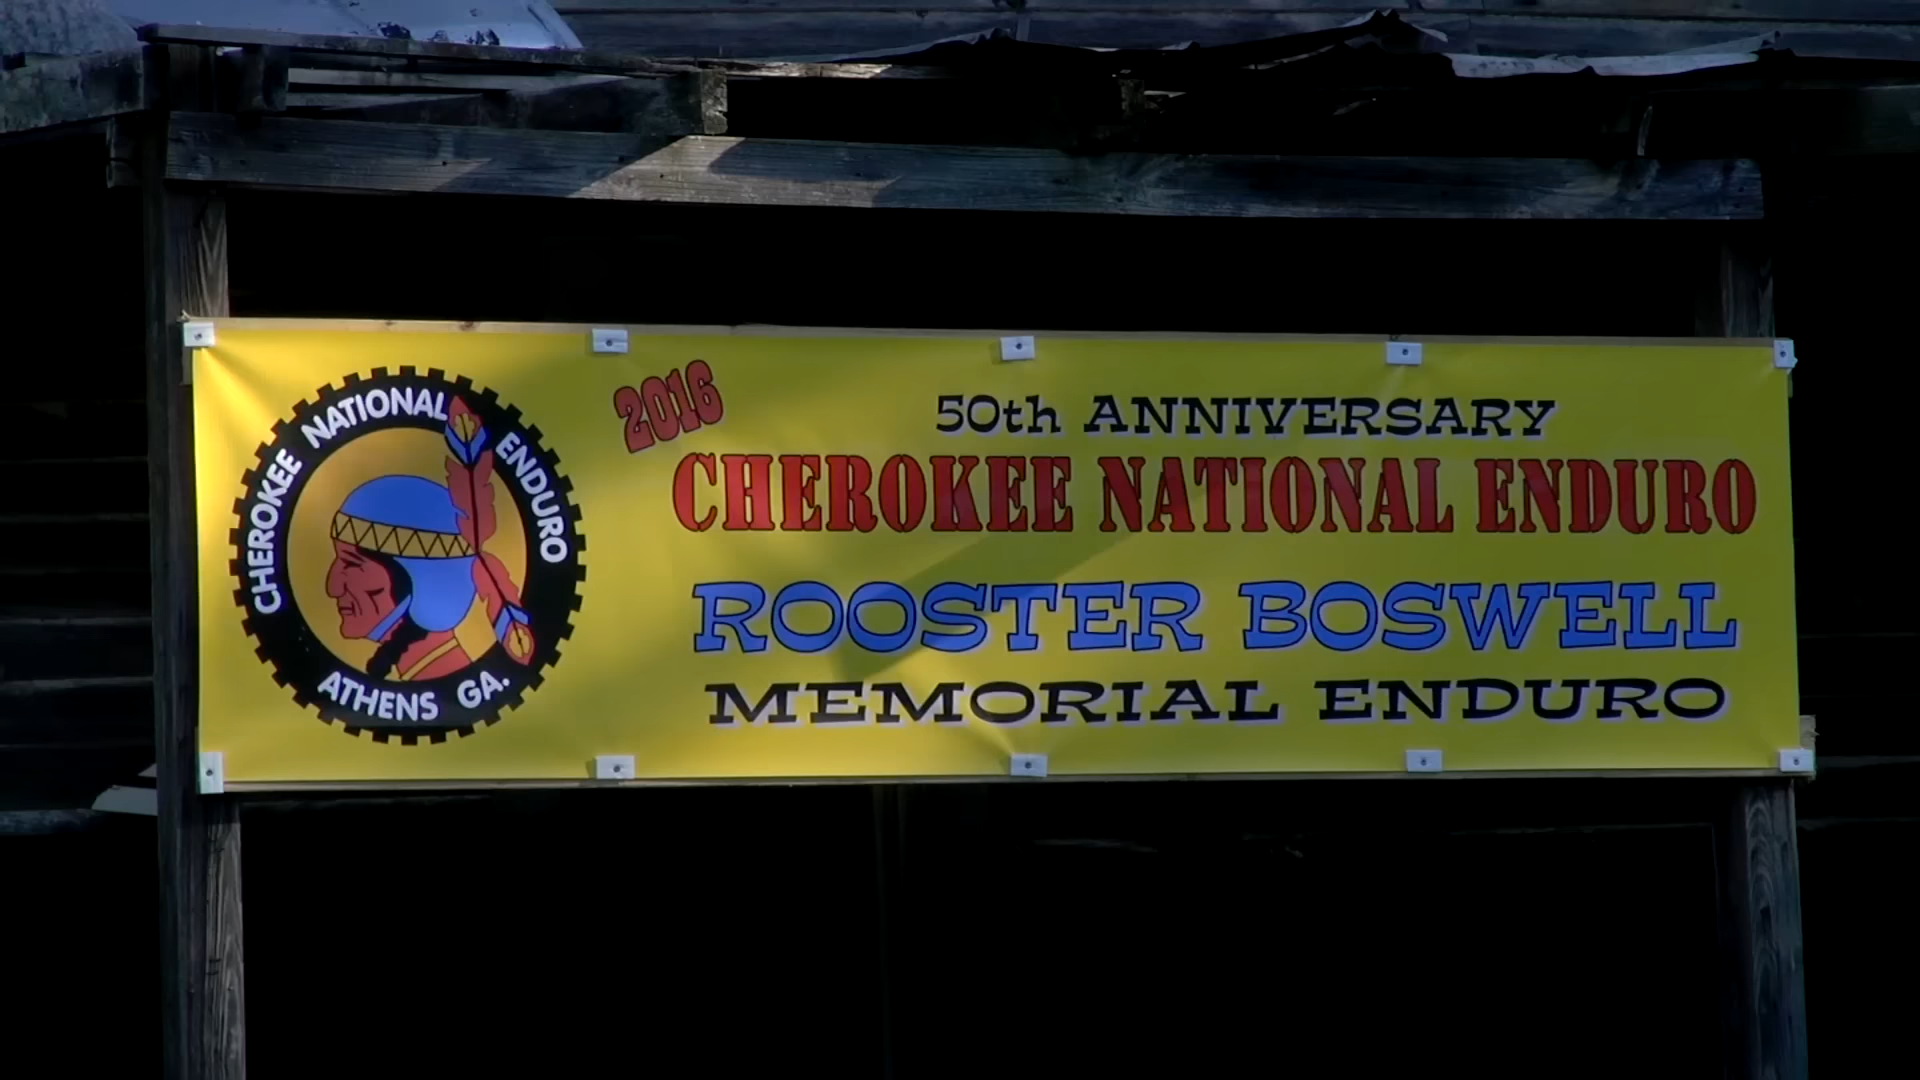 CHEROKEE NATIONAL ENDURO
ATHENS GA.
2016
50th ANNIVERSARY
CHEROKEE NATIONAL ENDURO
ROOSTER BOSWELL
MEMORIAL ENDURO